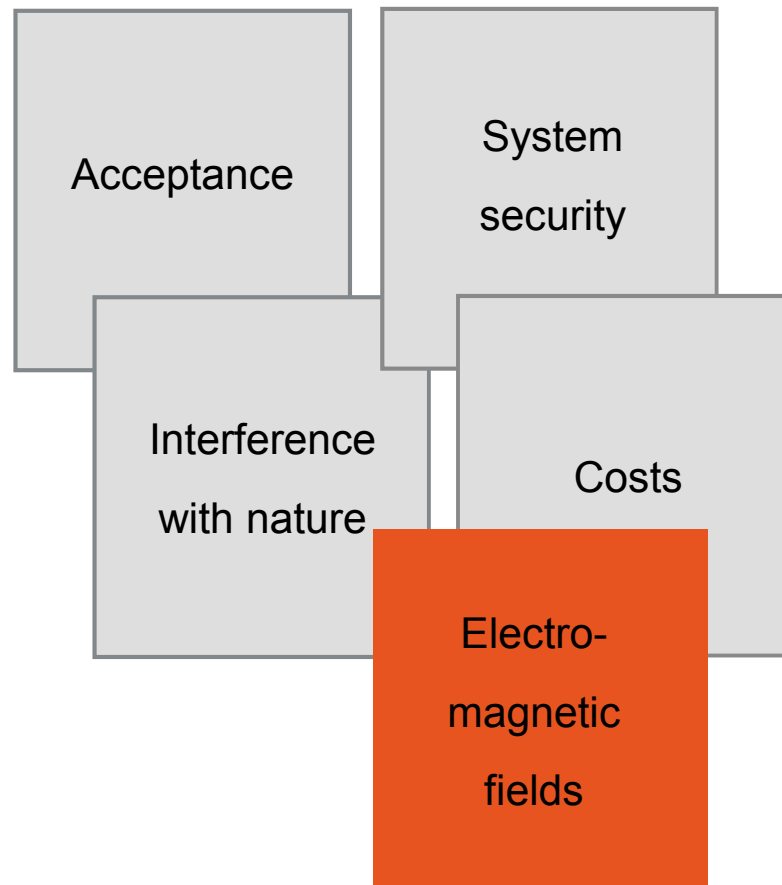 Acceptance
System
security
Interference
with nature
Costs
Electro-
magnetic
fields